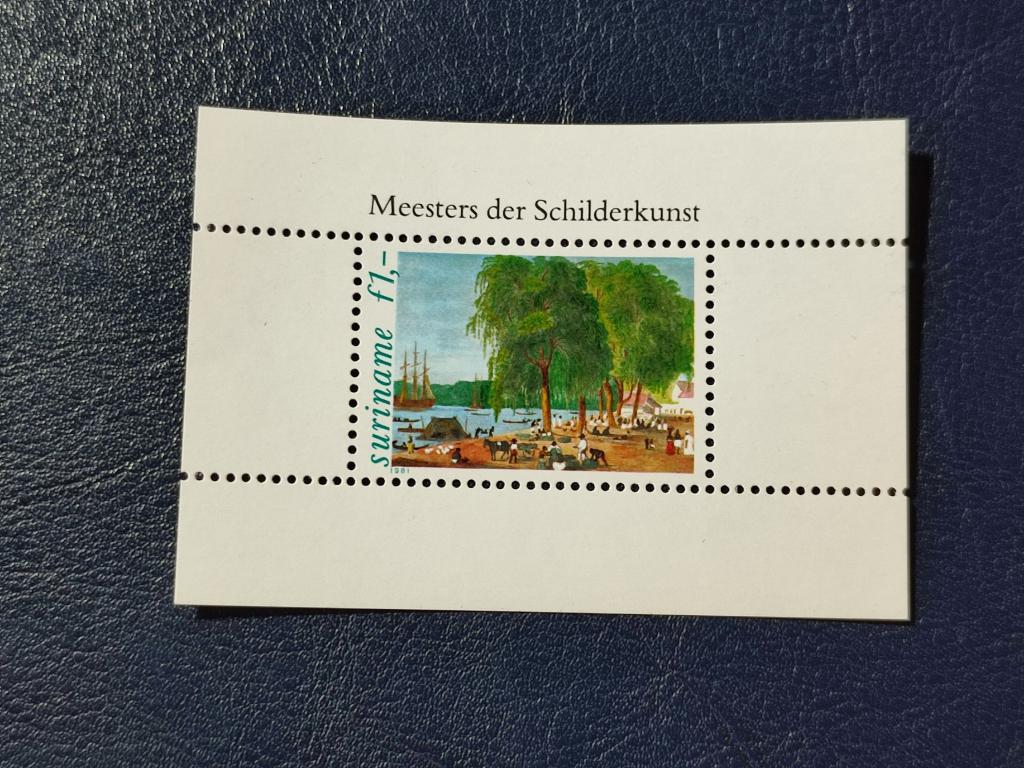 Meesters der Schilderkunst
suriname f1,–
1981